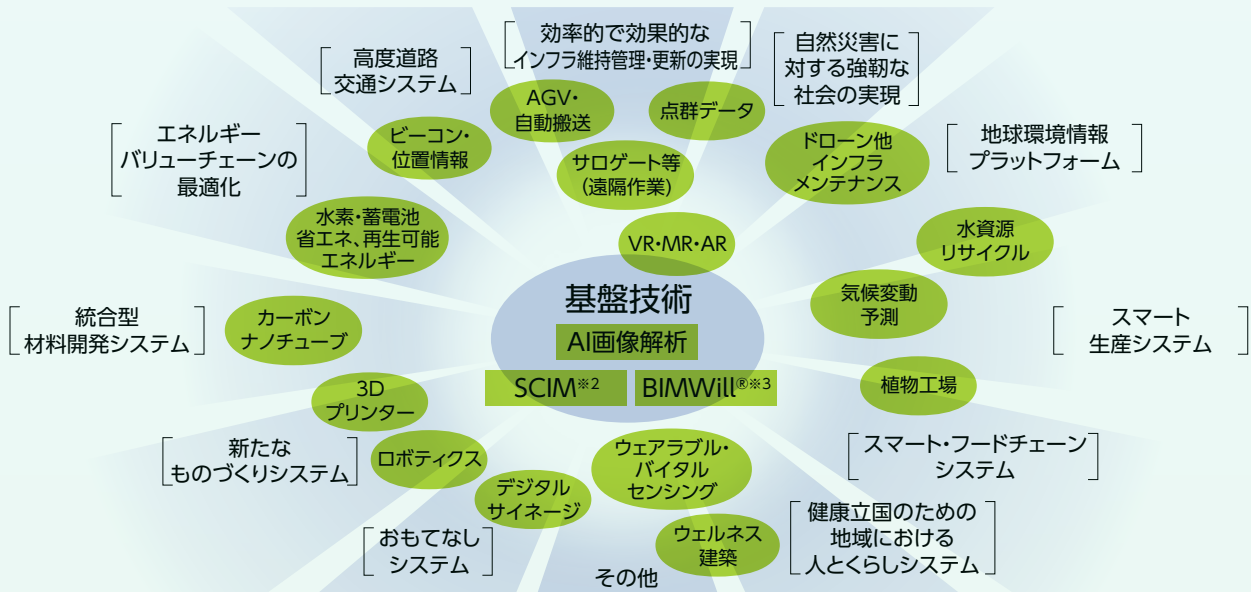 効率的で効果的な
インフラ維持管理・更新の実現
自然災害に
対する強靭な
社会の実現
高度道路
交通システム
AGV・
自動搬送
点群データ
エネルギー
バリューチェーンの
最適化
ビーコン・
位置情報
サロゲート等
(遠隔作業)
ドローン他
インフラ
メンテナンス
地球環境情報
プラットフォーム
水素・蓄電池
省エネ、再生可能
エネルギー
VR・MR・AR
水資源
リサイクル
基盤技術
AI画像解析
SCIM※2
BIMWill®※3
気候変動
予測
統合型
材料開発システム
カーボン
ナノチューブ
スマート
生産システム
3D
プリンター
植物工場
新たな
ものづくりシステム
ロボティクス
デジタル
サイネージ
ウェアラブル・
バイタル
センシング
スマート・フードチェーン
システム
おもてなし
システム
ウェルネス
建築
健康立国のための
地域における
人とくらしシステム
その他